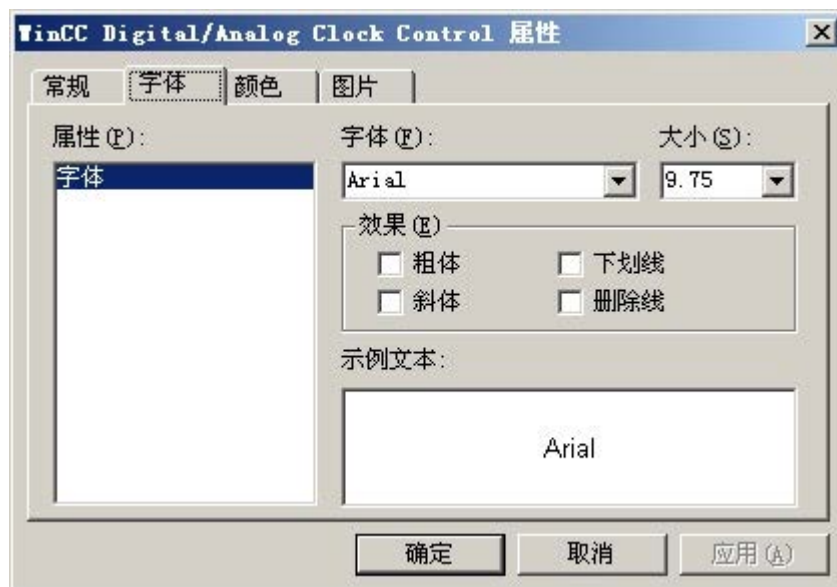 WinCC Digital/Analog Clock Control 属性
常规 字体 颜色 图片
属性(P): 字体(F): 大小(S):
字体 Arial 9.75
效果(E)
粗体 下划线
斜体 删除线
示例文本:
Arial
确定 取消 应用(A)